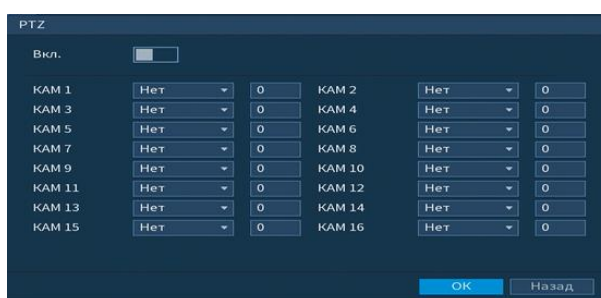 PTZ
Вкл.
КАМ 1 Нет 0 КАМ 2 Нет 0
КАМ 3 Нет 0 КАМ 4 Нет 0
КАМ 5 Нет 0 КАМ 6 Нет 0
КАМ 7 Нет 0 КАМ 8 Нет 0
КАМ 9 Нет 0 КАМ 10 Нет 0
КАМ 11 Нет 0 КАМ 12 Нет 0
КАМ 13 Нет 0 КАМ 14 Нет 0
КАМ 15 Нет 0 КАМ 16 Нет 0
ОК Назад